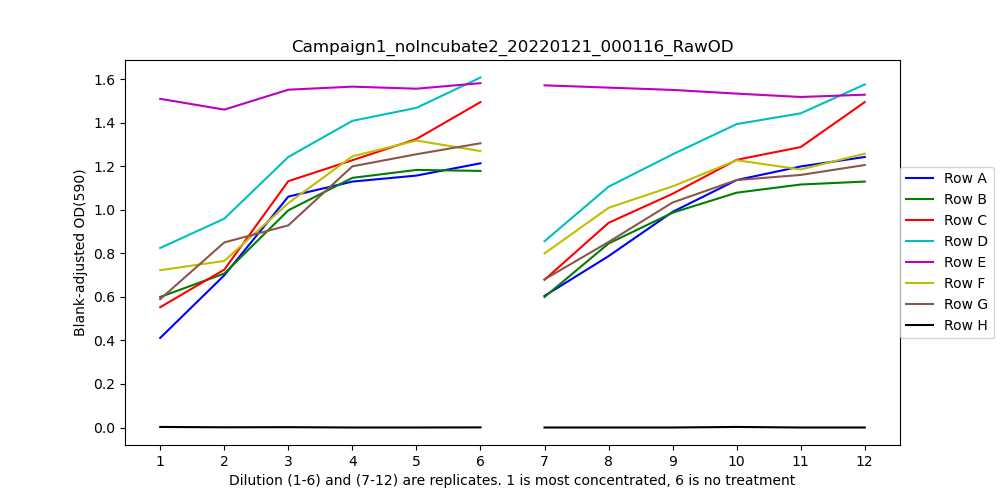 Campaign1_noIncubate2_20220121_000116_RawOD
Blank-adjusted OD(590)
1.6
1.4
1.2
1.0
0.8
0.6
0.4
0.2
0.0
1 2 3 4 5 6 7 8 9 10 11 12
Dilution (1-6) and (7-12) are replicates. 1 is most concentrated, 6 is no treatment
Row A
Row B
Row C
Row D
Row E
Row F
Row G
Row H